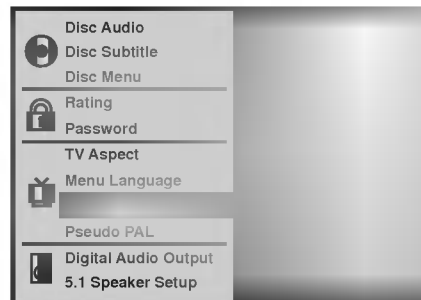 Disc Audio
Disc Subtitle
Disc Menu
Rating
Password
TV Aspect
Menu Language
Pseudo PAL
Digital Audio Output
5.1 Speaker Setup